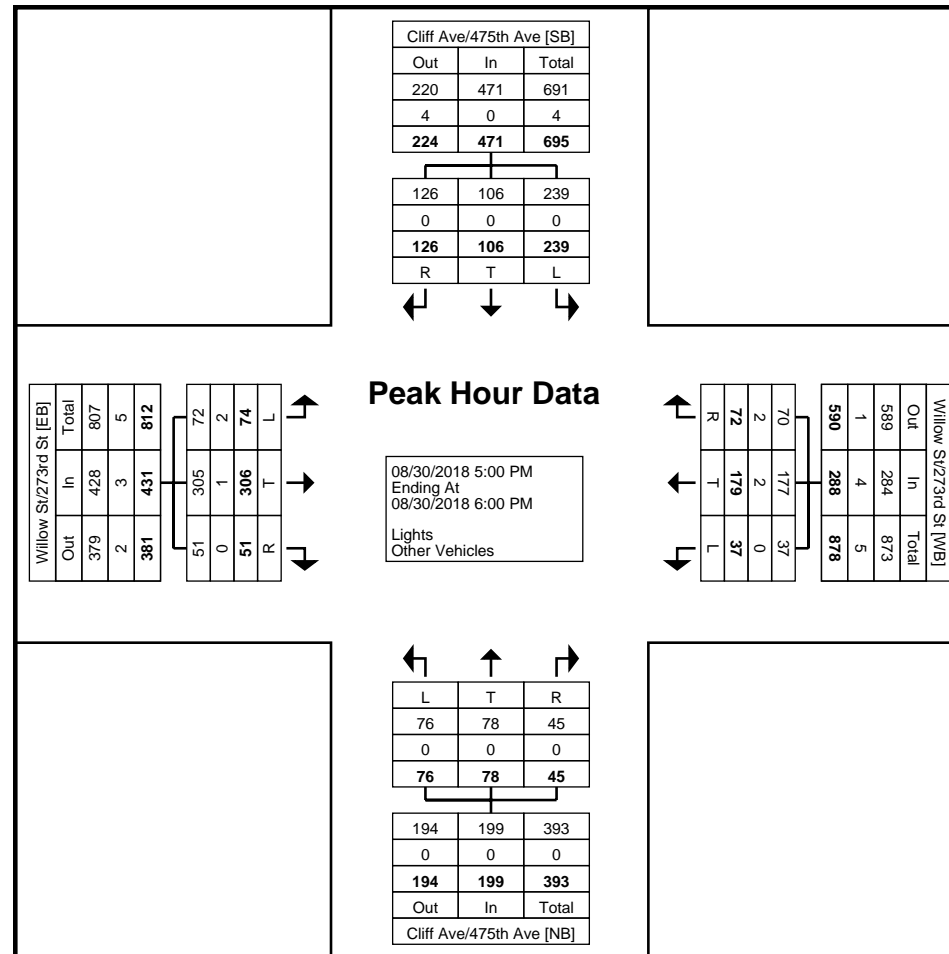 Cliff Ave/475th Ave [SB]
Out In Total
220 471 691
4 0 4
224 471 695
126 106 239
0 0 0
126 106 239
R T L
Peak Hour Data
08/30/2018 5:00 PM
Ending At
08/30/2018 6:00 PM
Lights
Other Vehicles
Willow St/273rd St [EB]
Out In Total
379 428 807
2 3 5
381 431 812
51 305 72
0 1 2
51 306 74
R T L
Willow St/273rd St [WB]
Out In Total
589 284 873
1 4 5
590 288 878
70 177 37
2 2 0
72 179 37
R T L
L T R
76 78 45
0 0 0
76 78 45
194 199 393
0 0 0
194 199 393
Out In Total
Cliff Ave/475th Ave [NB]